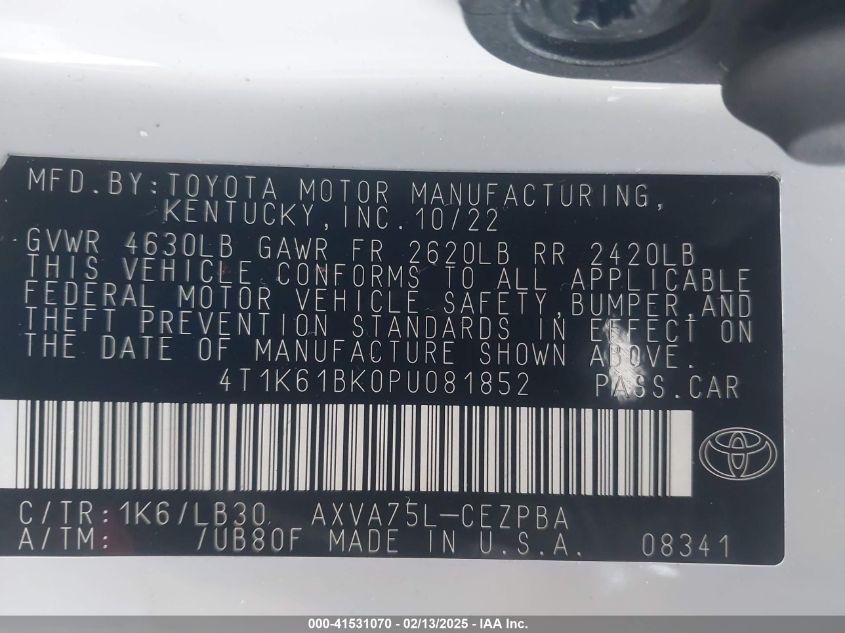 MFD.BY:TOYOTA MOTOR MANUFACTURING,
KENTUCKY,INC.10/22
GVWR 4630LB GAWR FR 2620LB RR 2420LB
THIS VEHICLE CONFORMS TO ALL APPLICABLE
FEDERAL MOTOR VEHICLE SAFETY,BUMPER,AND
THEFT PREVENTION STANDARDS IN EFFECT ON
THE DATE OF MANUFACTURE SHOWN ABOVE.
4T1K61BK0PU081852 PASS.CAR
C/TR:1K6/LB30 AXVA75L-CEZPBA
A/TM: /UB80F MADE IN U.S.A. 08341
000-41531070 — 02/13/2025 — IAA Inc.